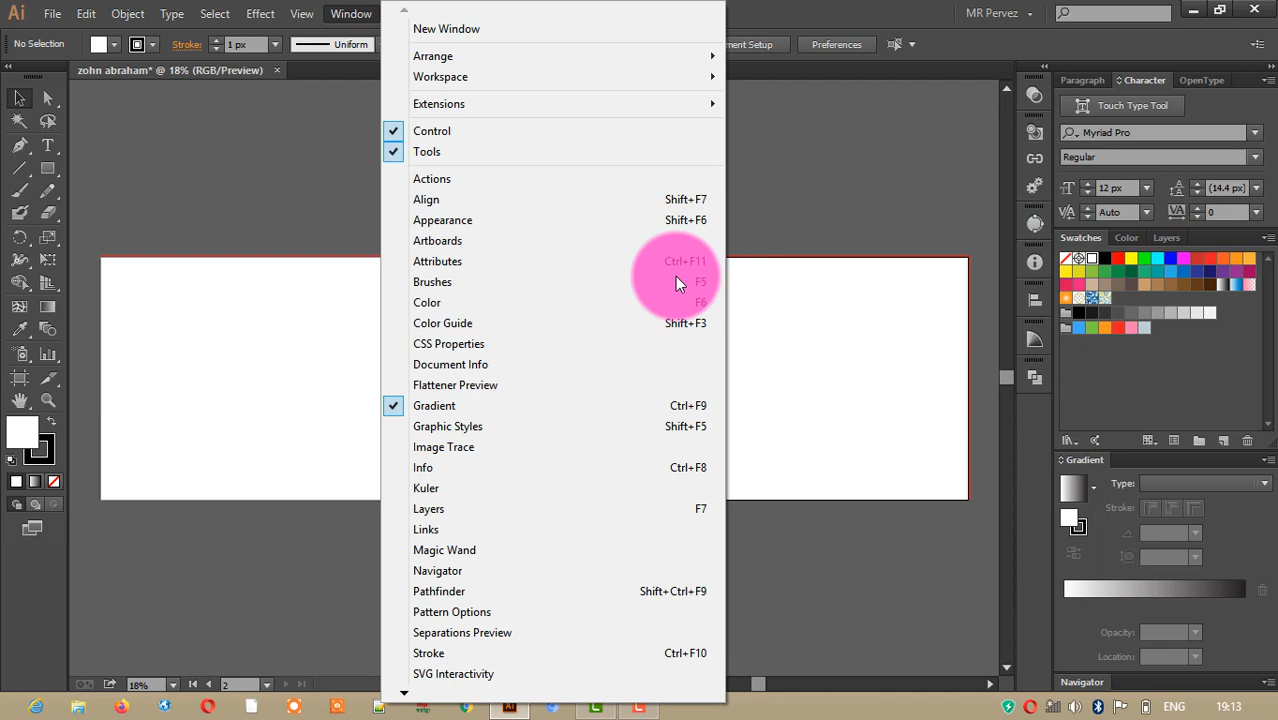 Ai File Edit Object Type Select Effect View Window MR Pervez
No Selection Stroke: 1 px Uniform ment Setup Preferences
zohn abraham* @ 18% (RGB/Preview) ×
New Window
Arrange
Workspace
Extensions
Control
Tools
Actions
Align Shift+F7
Appearance Shift+F6
Artboards
Attributes Ctrl+F11
Brushes F5
Color F6
Color Guide Shift+F3
CSS Properties
Document Info
Flattener Preview
Gradient Ctrl+F9
Graphic Styles Shift+F5
Image Trace
Info Ctrl+F8
Kuler
Layers F7
Links
Magic Wand
Navigator
Pathfinder Shift+Ctrl+F9
Pattern Options
Separations Preview
Stroke Ctrl+F10
SVG Interactivity
Paragraph Character OpenType
Touch Type Tool
Myriad Pro
Regular
12 px (14.4 px)
Auto 0
Swatches Color Layers
Gradient
Type:
Stroke:
Opacity:
Location:
Navigator
18% 2
ENG 19:13